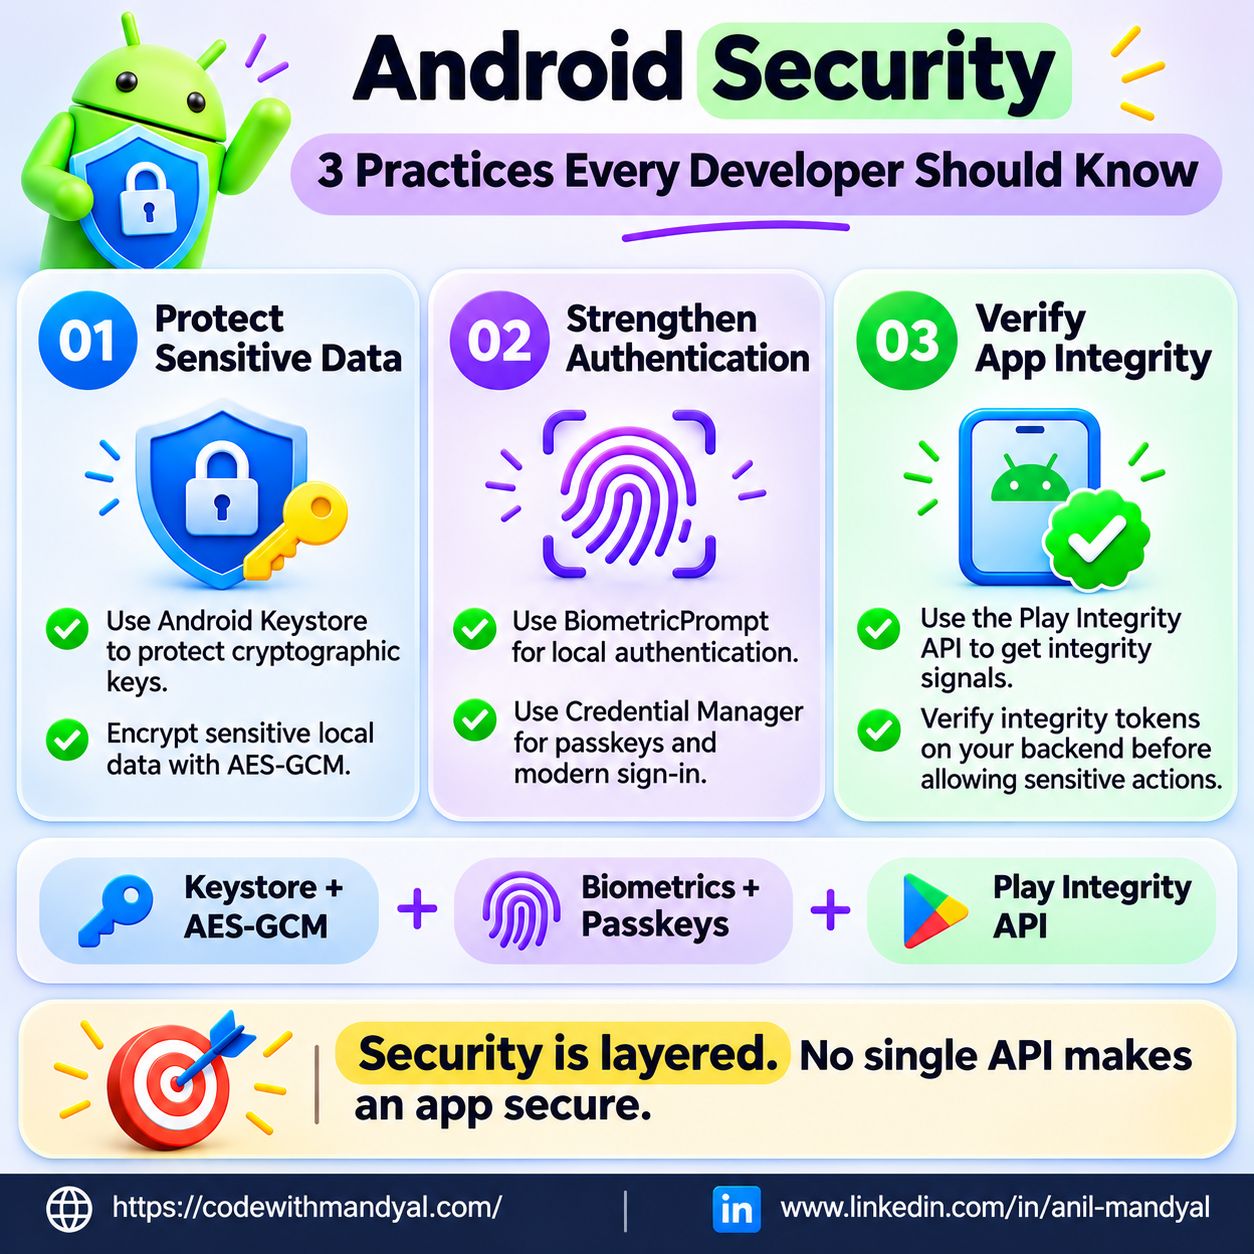 Android Security
3 Practices Every Developer Should Know
01
Protect
Sensitive Data
Use Android Keystore
to protect cryptographic
keys.
Encrypt sensitive local
data with AES-GCM.
02
Strengthen
Authentication
Use BiometricPrompt
for local authentication.
Use Credential Manager
for passkeys and
modern sign-in.
03
Verify
App Integrity
Use the Play Integrity
API to get integrity
signals.
Verify integrity tokens
on your backend before
allowing sensitive actions.
Keystore +
AES-GCM
+
Biometrics +
Passkeys
+
Play Integrity
API
Security is layered. No single API makes
an app secure.
https://codewithmandyal.com/
in www.linkedin.com/in/anil-mandyal